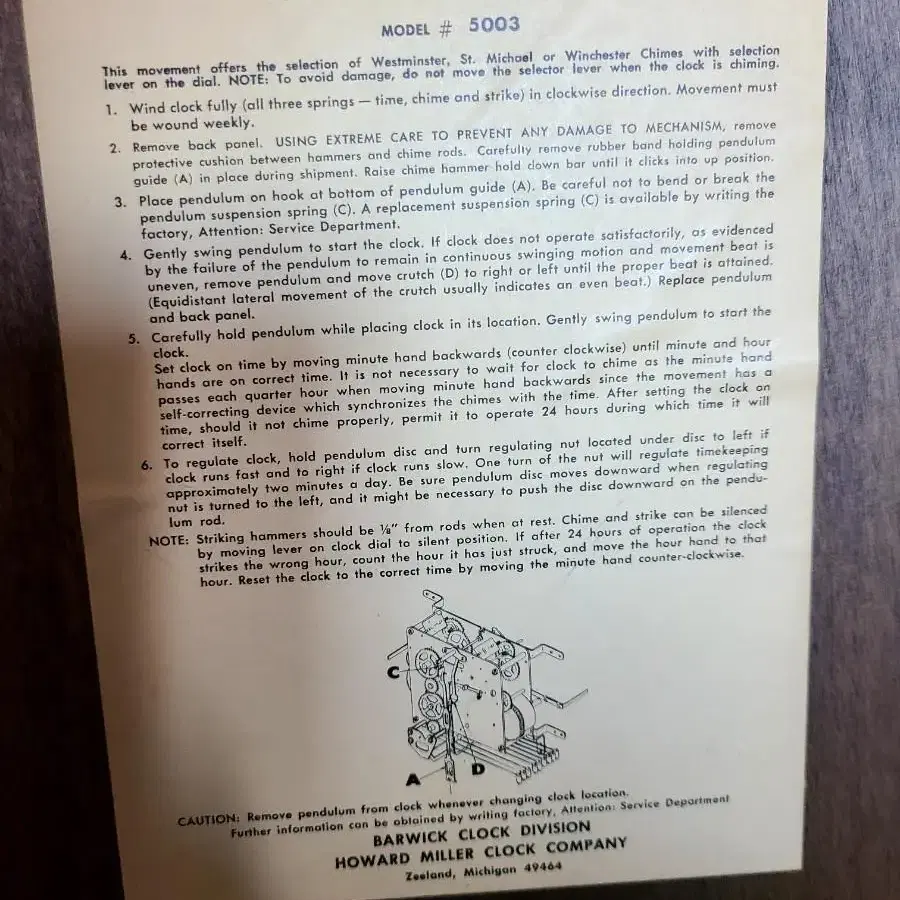 MODEL # 5003
This movement offers the selection of Westminster, St. Michael or Winchester Chimes with selection
lever on the dial. NOTE: To avoid damage, do not move the selector lever when the clock is chiming.
1. Wind clock fully (all three springs — time, chime and strike) in clockwise direction. Movement must
be wound weekly.
2. Remove back panel. USING EXTREME CARE TO PREVENT ANY DAMAGE TO MECHANISM, remove
protective cushion between hammers and chime rods. Carefully remove rubber band holding pendulum
guide (A) in place during shipment. Raise chime hammer hold down bar until it clicks into up position.
3. Place pendulum on hook at bottom of pendulum guide (A). Be careful not to bend or break the
pendulum suspension spring (C). A replacement suspension spring (C) is available by writing the
factory, Attention: Service Department.
4. Gently swing pendulum to start the clock. If clock does not operate satisfactorily, as evidenced
by the failure of the pendulum to remain in continuous swinging motion and movement beat is
uneven, remove pendulum and move crutch (D) to right or left until the proper beat is attained.
(Equidistant lateral movement of the crutch usually indicates an even beat.) Replace pendulum
and back panel.
5. Carefully hold pendulum while placing clock in its location. Gently swing pendulum to start the
clock.
Set clock on time by moving minute hand backwards (counter clockwise) until minute and hour
hands are on correct time. It is not necessary to wait for clock to chime as the minute hand
passes each quarter hour when moving minute hand backwards since the movement has a
self-correcting device which synchronizes the chimes with the time. After setting the clock on
time, should it not chime properly, permit it to operate 24 hours during which time it will
correct itself.
6. To regulate clock, hold pendulum disc and turn regulating nut located under disc to left if
clock runs fast and to right if clock runs slow. One turn of the nut will regulate timekeeping
approximately two minutes a day. Be sure pendulum disc moves downward when regulating
nut is turned to the left, and it might be necessary to push the disc downward on the pendu-
lum rod.
NOTE: Striking hammers should be ⅛" from rods when at rest. Chime and strike can be silenced
by moving lever on clock dial to silent position. If after 24 hours of operation the clock
strikes the wrong hour, count the hour it has just struck, and move the hour hand to that
hour. Reset the clock to the correct time by moving the minute hand counter-clockwise.
C
A
D
CAUTION: Remove pendulum from clock whenever changing clock location.
Further information can be obtained by writing factory, Attention: Service Department
BARWICK CLOCK DIVISION
HOWARD MILLER CLOCK COMPANY
Zeeland, Michigan 49464